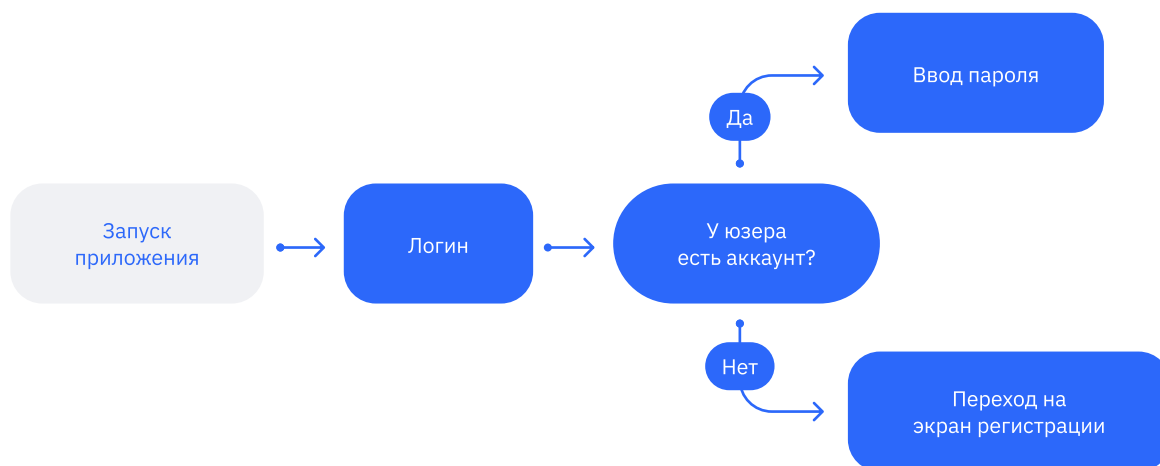 Запуск
приложения
Логин
У юзера
есть аккаунт?
Да
Ввод пароля
Нет
Переход на
экран регистрации